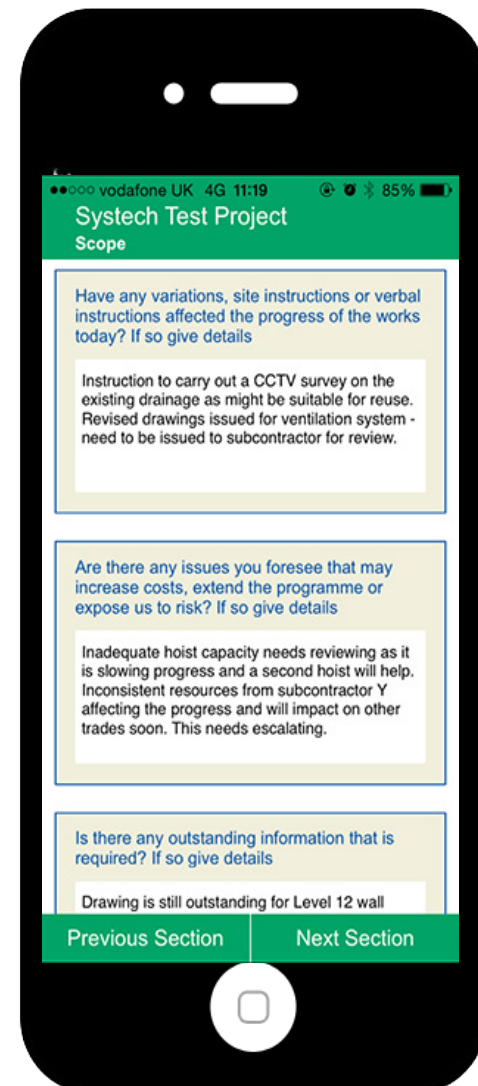 vodafone UK 4G 11:19 85%
Systech Test Project
Scope
Have any variations, site instructions or verbal
instructions affected the progress of the works
today? If so give details
Instruction to carry out a CCTV survey on the
existing drainage as might be suitable for reuse.
Revised drawings issued for ventilation system -
need to be issued to subcontractor for review.
Are there any issues you foresee that may
increase costs, extend the programme or
expose us to risk? If so give details
Inadequate hoist capacity needs reviewing as it
is slowing progress and a second hoist will help.
Inconsistent resources from subcontractor Y
affecting the progress and will impact on other
trades soon. This needs escalating.
Is there any outstanding information that is
required? If so give details
Drawing is still outstanding for Level 12 wall
Previous Section Next Section